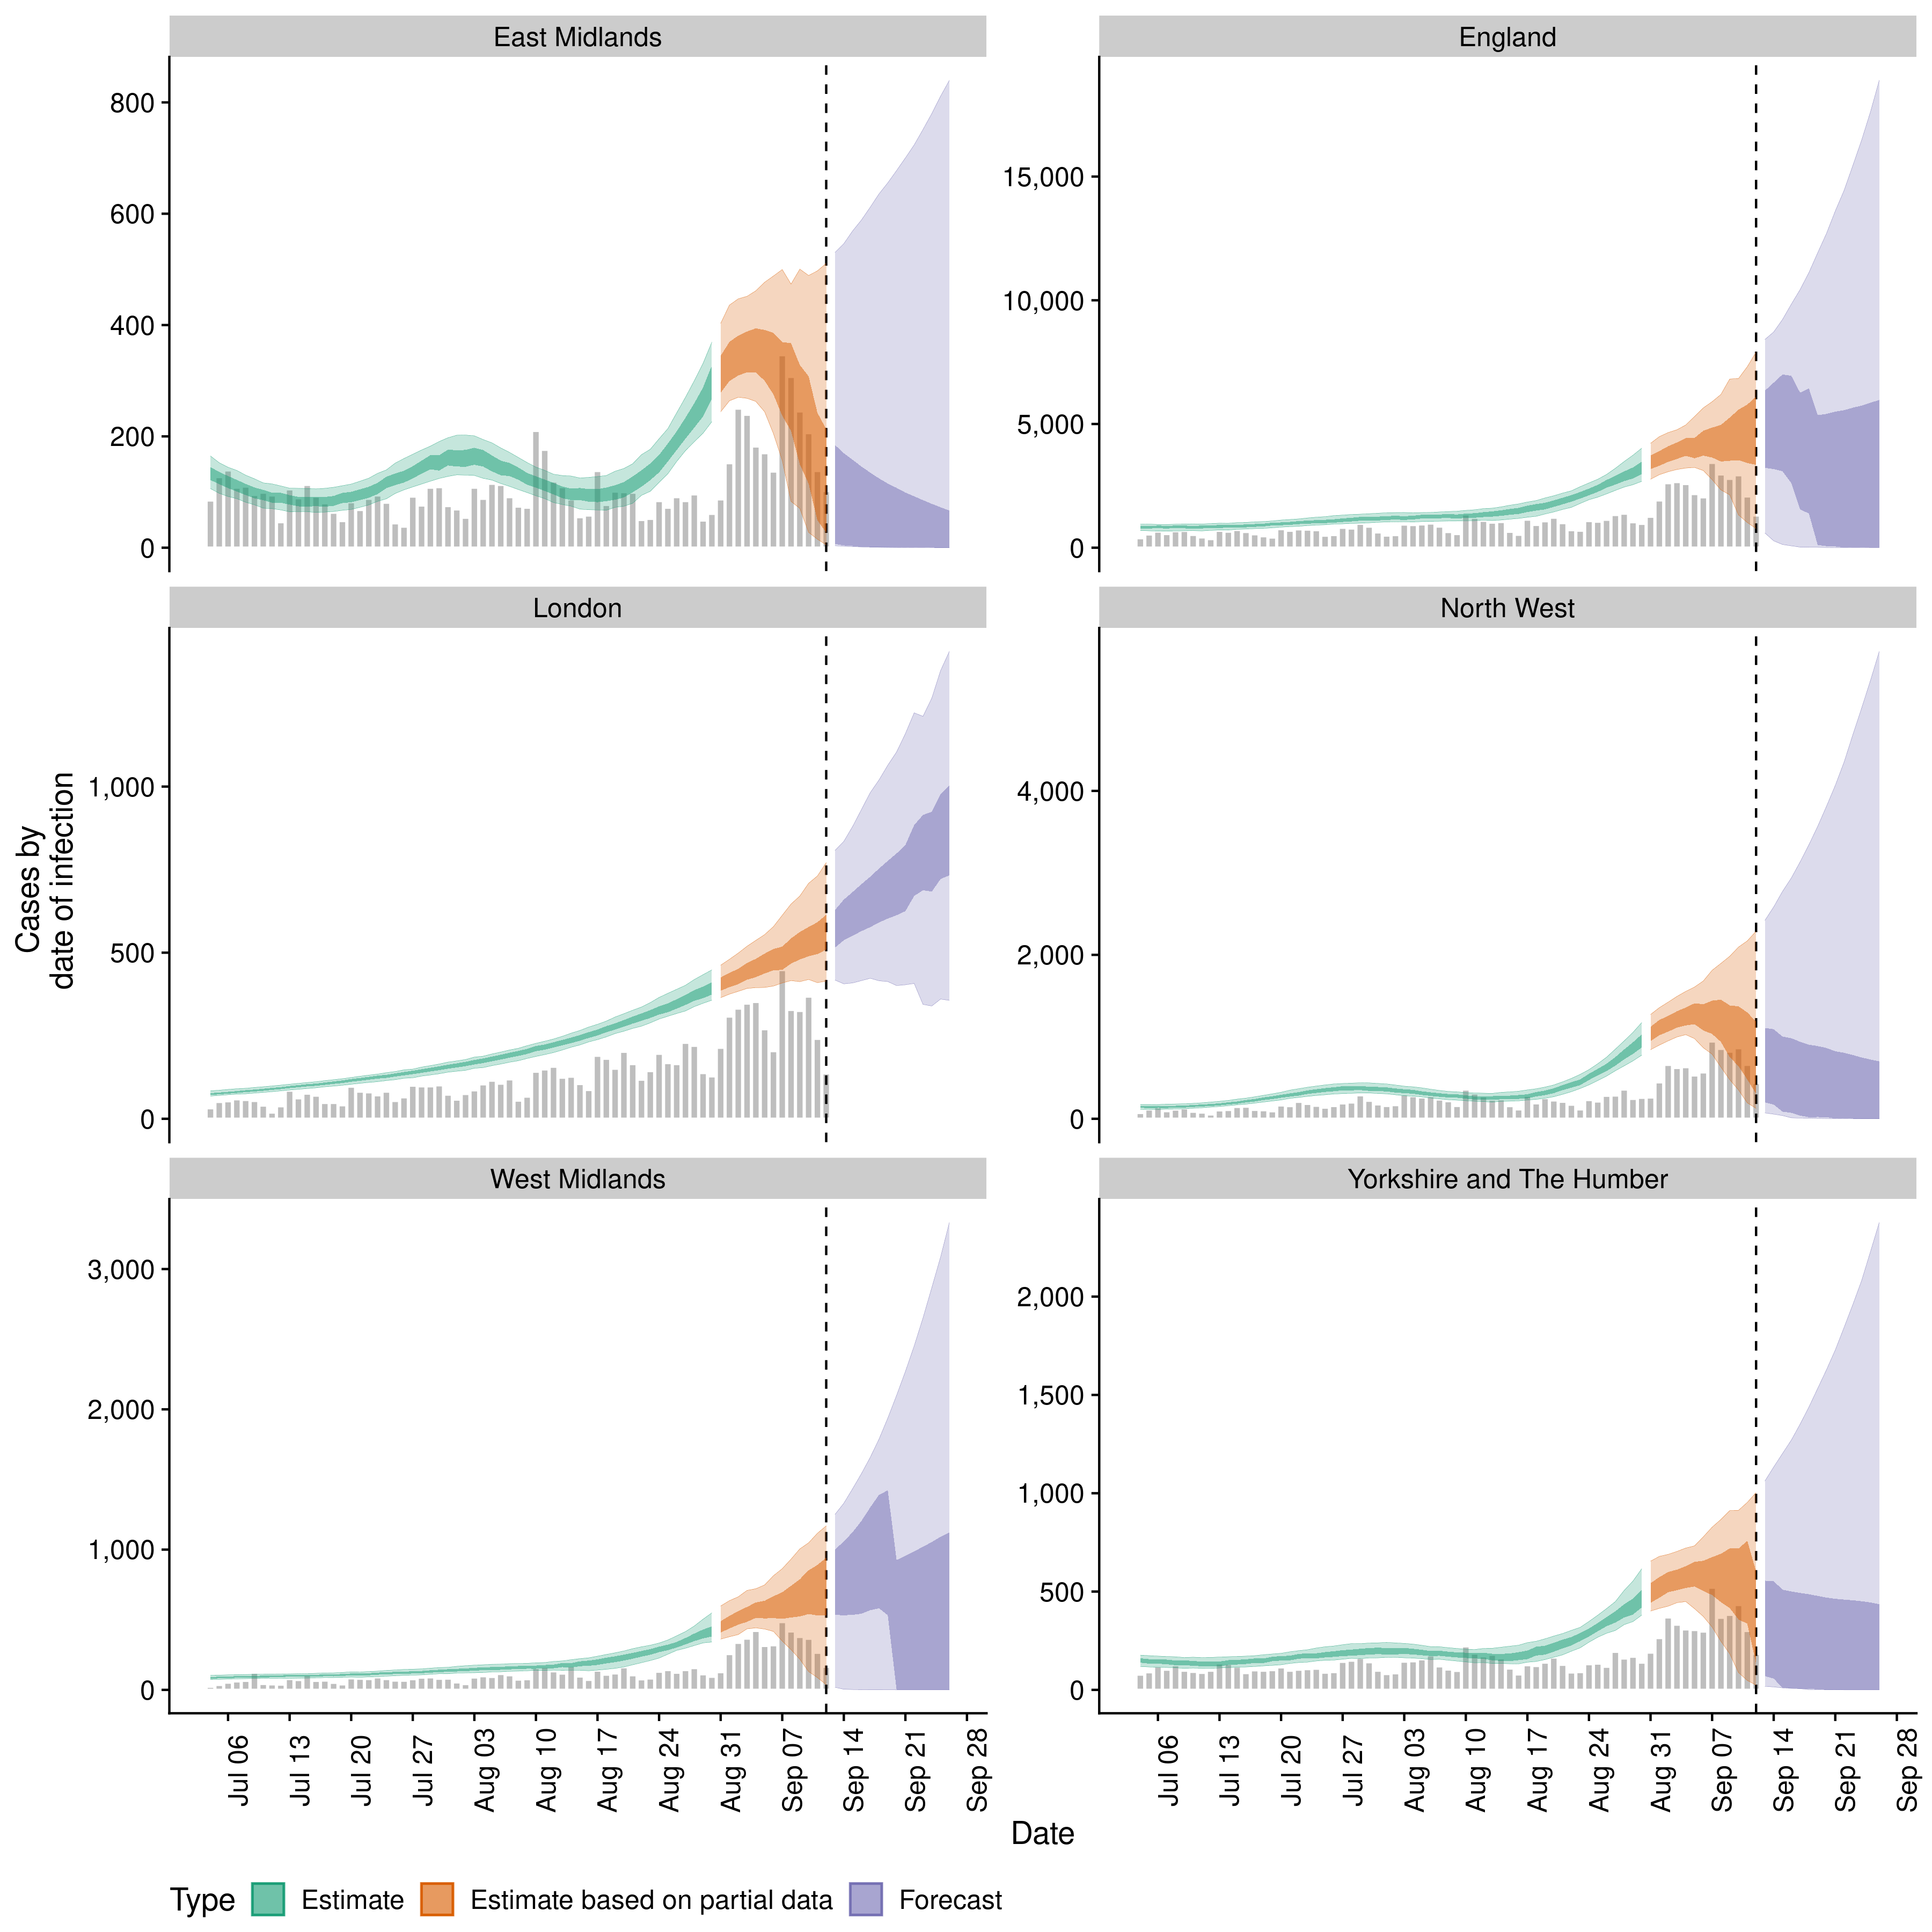 East Midlands
England
800
600
400
200
0
15,000
10,000
5,000
0
London
North West
1,000
500
0
4,000
2,000
0
Cases by
date of infection
West Midlands
Yorkshire and The Humber
3,000
2,000
1,000
0
2,000
1,500
1,000
500
0
Jul 06
Jul 13
Jul 20
Jul 27
Aug 03
Aug 10
Aug 17
Aug 24
Aug 31
Sep 07
Sep 14
Sep 21
Sep 28
Jul 06
Jul 13
Jul 20
Jul 27
Aug 03
Aug 10
Aug 17
Aug 24
Aug 31
Sep 07
Sep 14
Sep 21
Sep 28
Date
Type Estimate Estimate based on partial data Forecast